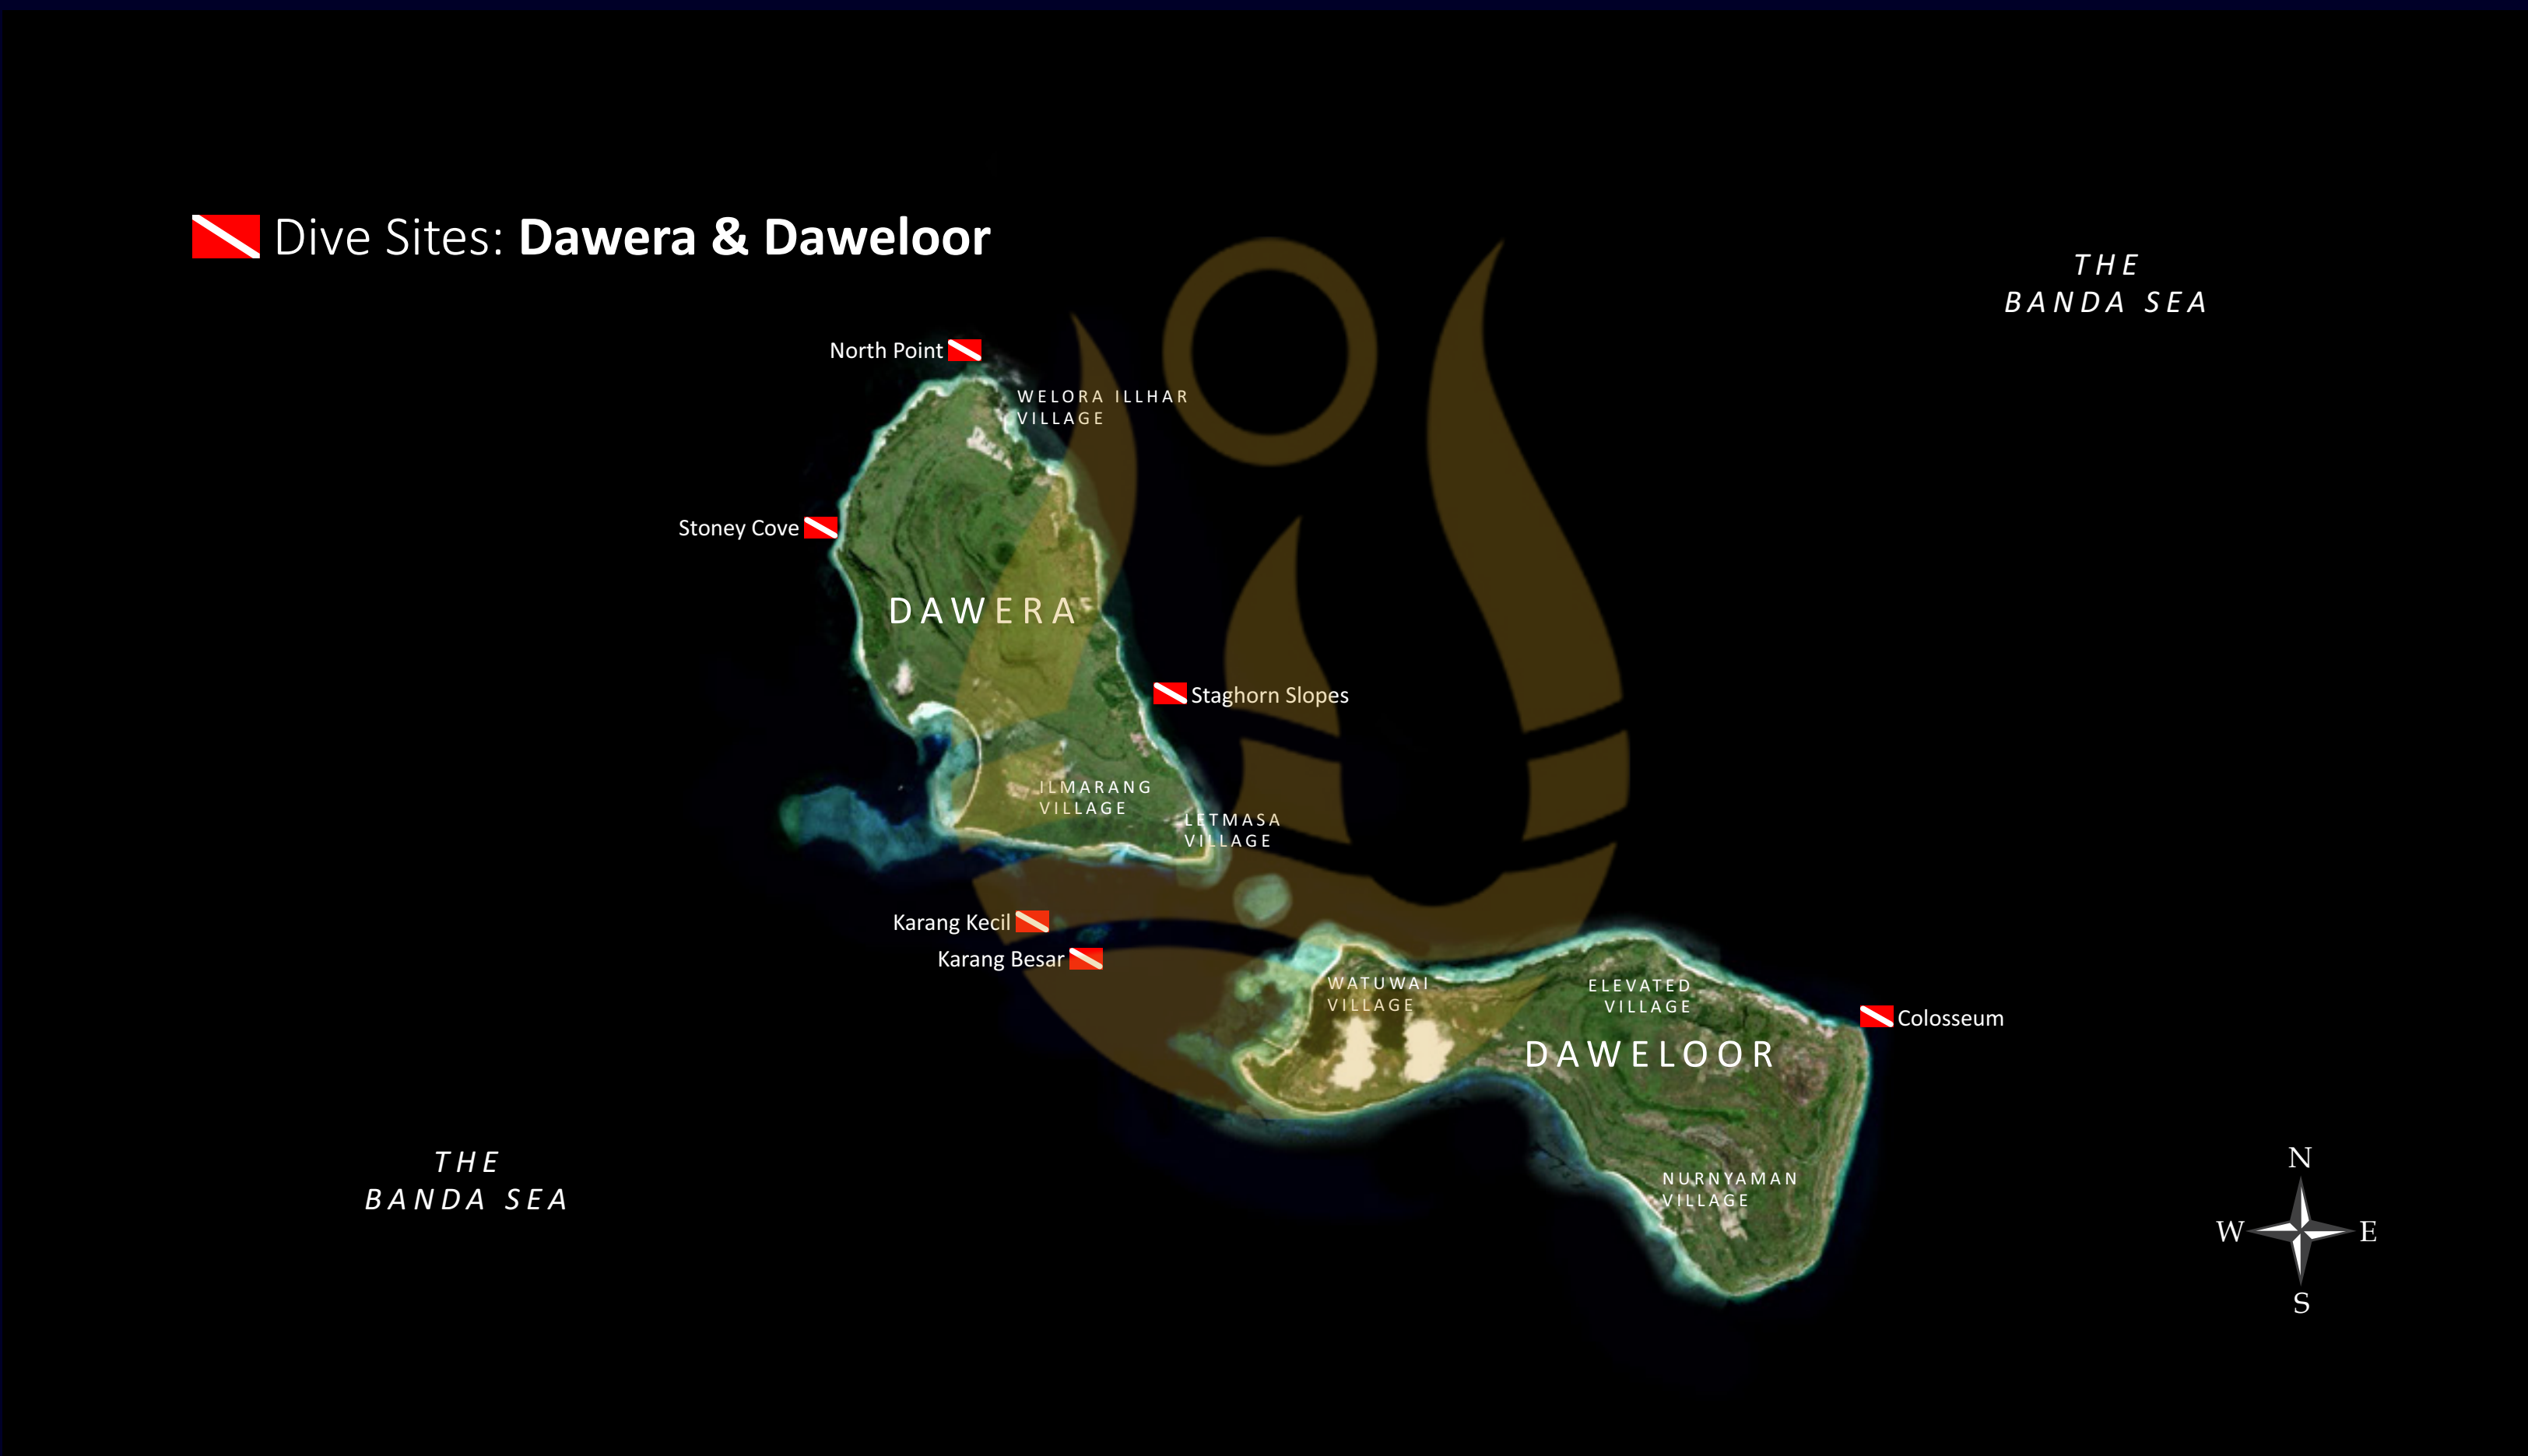 Dive Sites: Dawera & Daweloor
THE
BANDA SEA
North Point
WELORA ILLHAR
VILLAGE
Stoney Cove
DAWERA
Staghorn Slopes
ILMARANG
VILLAGE
LETMASA
VILLAGE
Karang Kecil
Karang Besar
WATUWAI
VILLAGE
ELEVATED
VILLAGE
Colosseum
DAWELOOR
THE
BANDA SEA
NURNYAMAN
VILLAGE
N
W
E
S